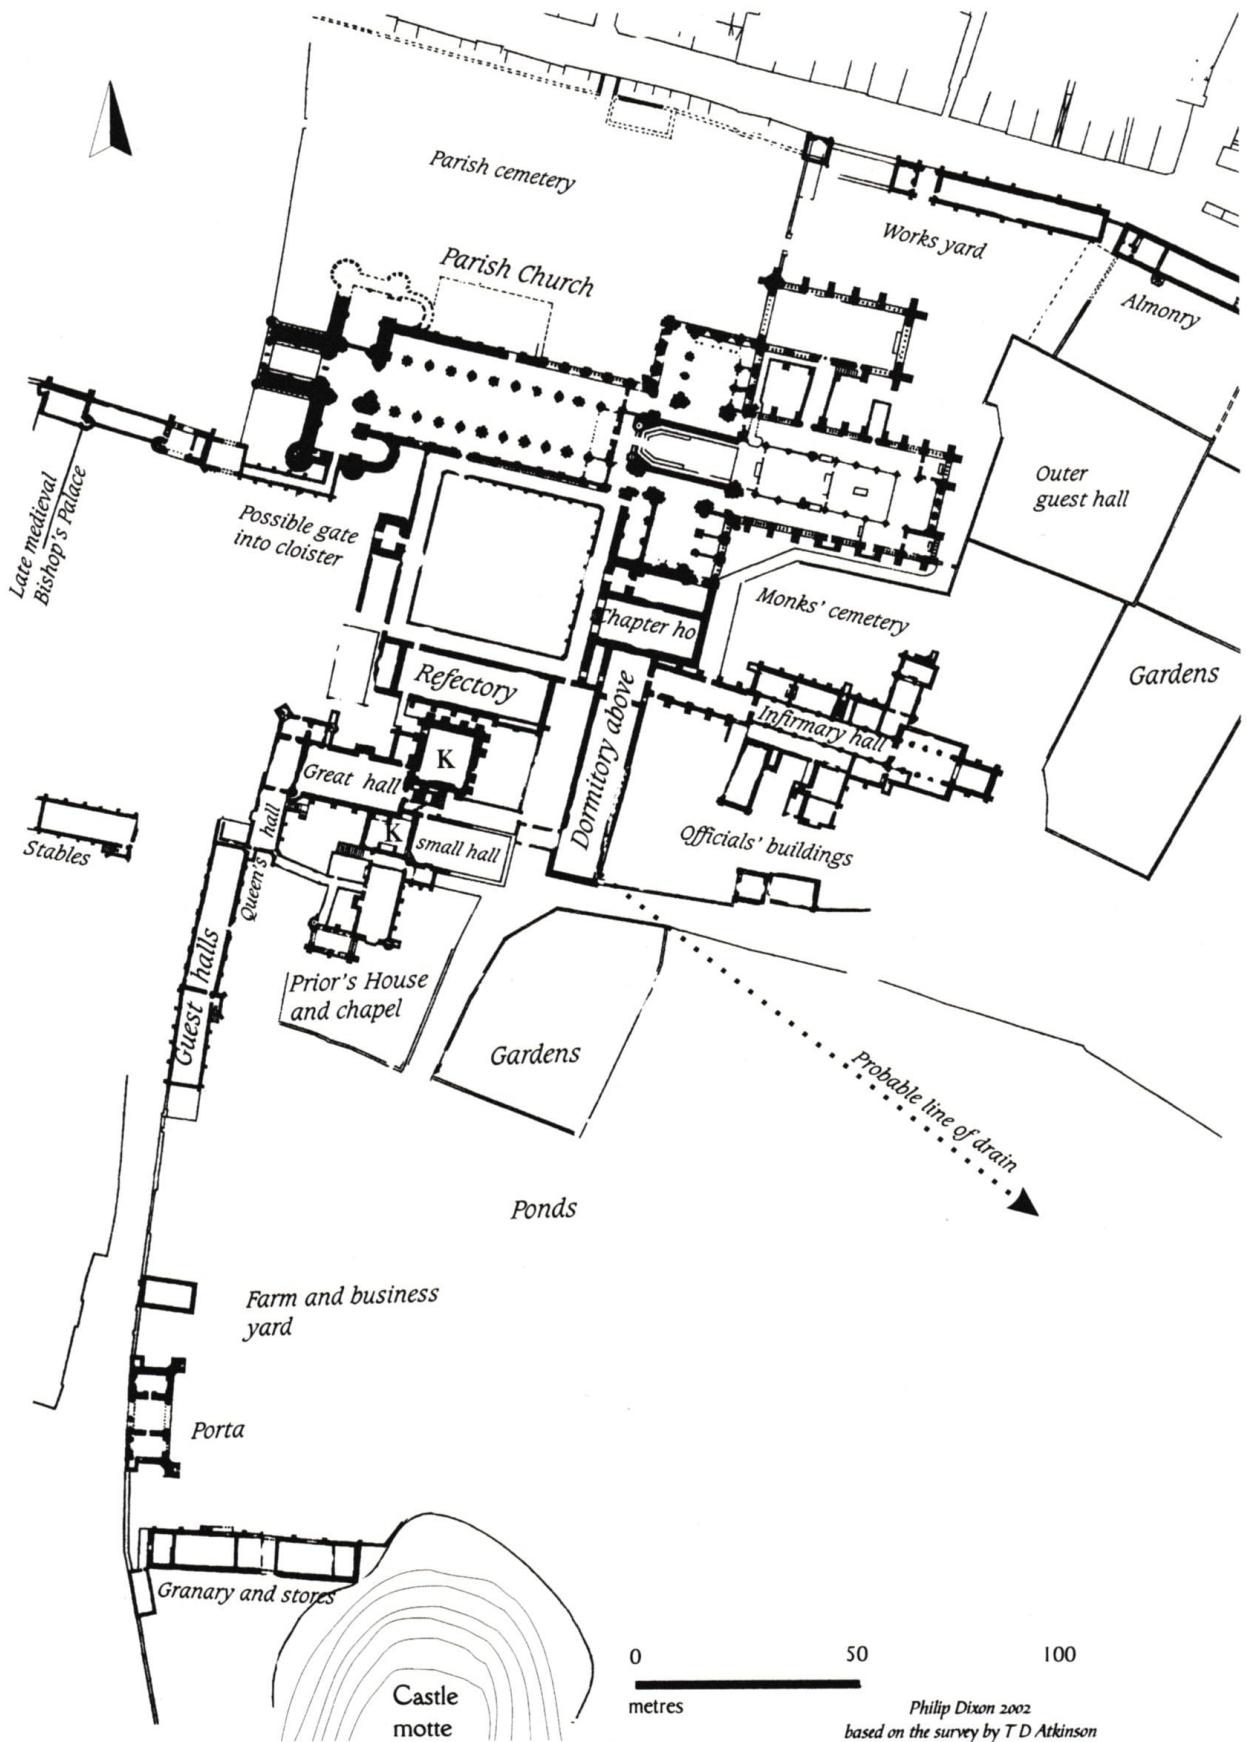 Parish cemetery
Works yard
Parish Church
Almonry
Late medieval
Bishop's Palace
Possible gate
into cloister
Outer
guest hall
Monks' cemetery
Chapter ho
Gardens
Refectory
Dormitory above
Infirmary hall
K
Great hall
K
small hall
Queen's hall
Stables
Officials' buildings
Guest halls
Prior's House
and chapel
Gardens
Probable line of drain
Ponds
Farm and business
yard
Porta
Granary and stores
Castle
motte
0 50 100
metres
Philip Dixon 2002
based on the survey by T D Atkinson